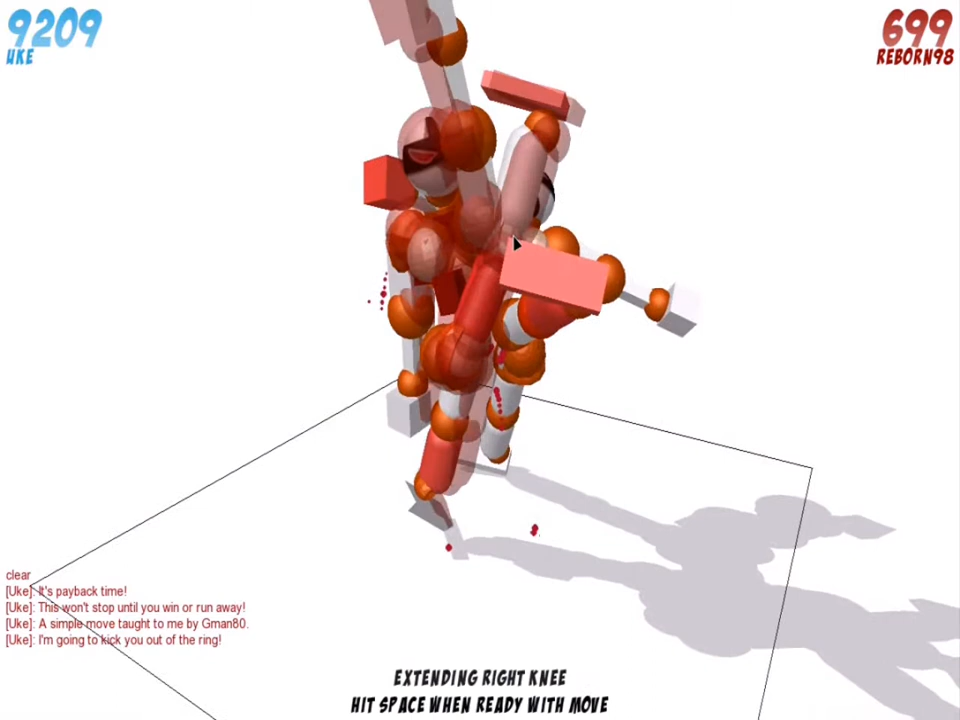 9209
UKE
699
REBORN98
clear
[Uke]: It's payback time!
[Uke]: This won't stop until you win or run away!
[Uke]: A simple move taught to me by Gman80.
[Uke]: I'm going to kick you out of the ring!
EXTENDING RIGHT KNEE
HIT SPACE WHEN READY WITH MOVE